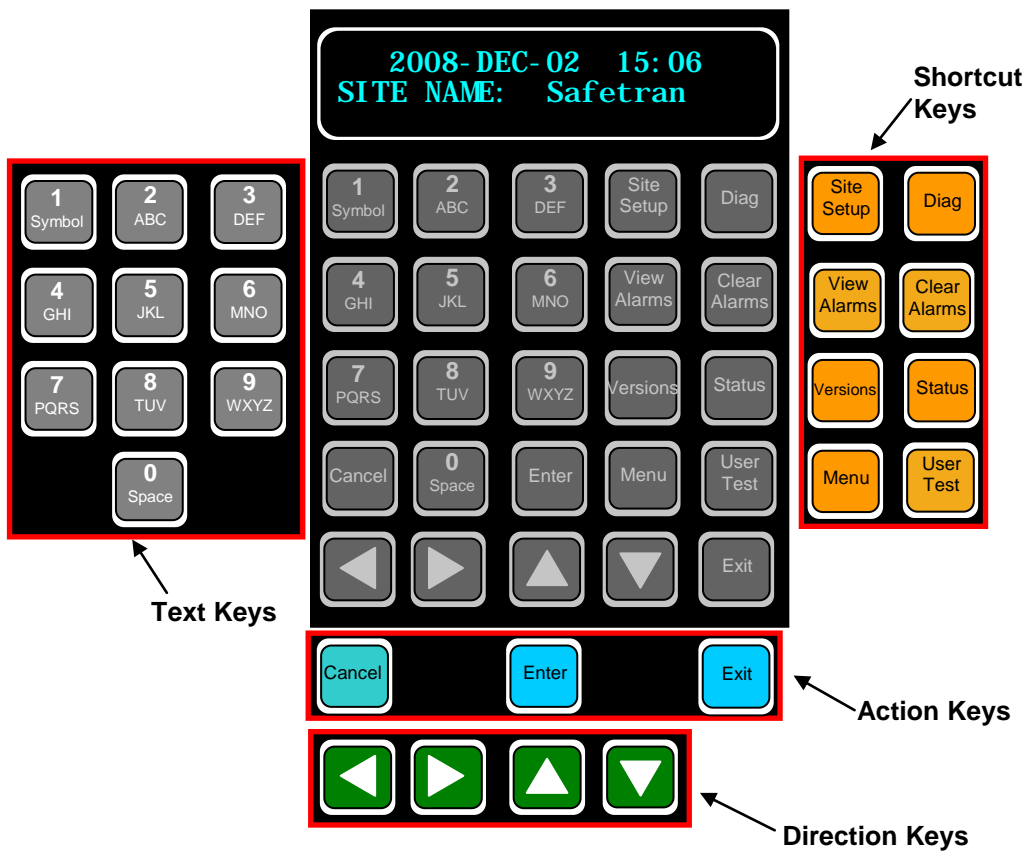 2008-DEC-02 15:06
SITE NAME: Safetran
Shortcut
Keys
1
Symbol
2
ABC
3
DEF
4
GHI
5
JKL
6
MNO
7
PQRS
8
TUV
9
WXYZ
0
Space
Text Keys
1
Symbol
2
ABC
3
DEF
Site
Setup
Diag
4
GHI
5
JKL
6
MNO
View
Alarms
Clear
Alarms
7
PQRS
8
TUV
9
WXYZ
Versions
Status
Cancel
0
Space
Enter
Menu
User
Test
Exit
Site
Setup
Diag
View
Alarms
Clear
Alarms
Versions
Status
Menu
User
Test
Cancel
Enter
Exit
Action Keys
Direction Keys